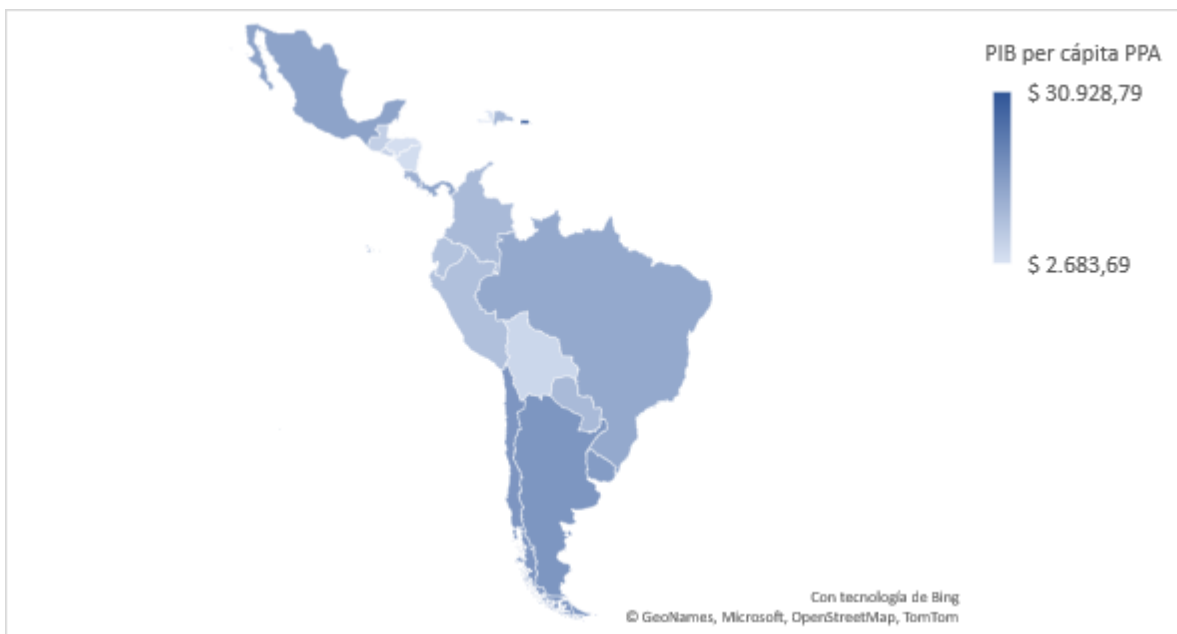 PIB per cápita PPA
$ 30.928,79
$ 2.683,69
Con tecnología de Bing
© GeoNames, Microsoft, OpenStreetMap, TomTom